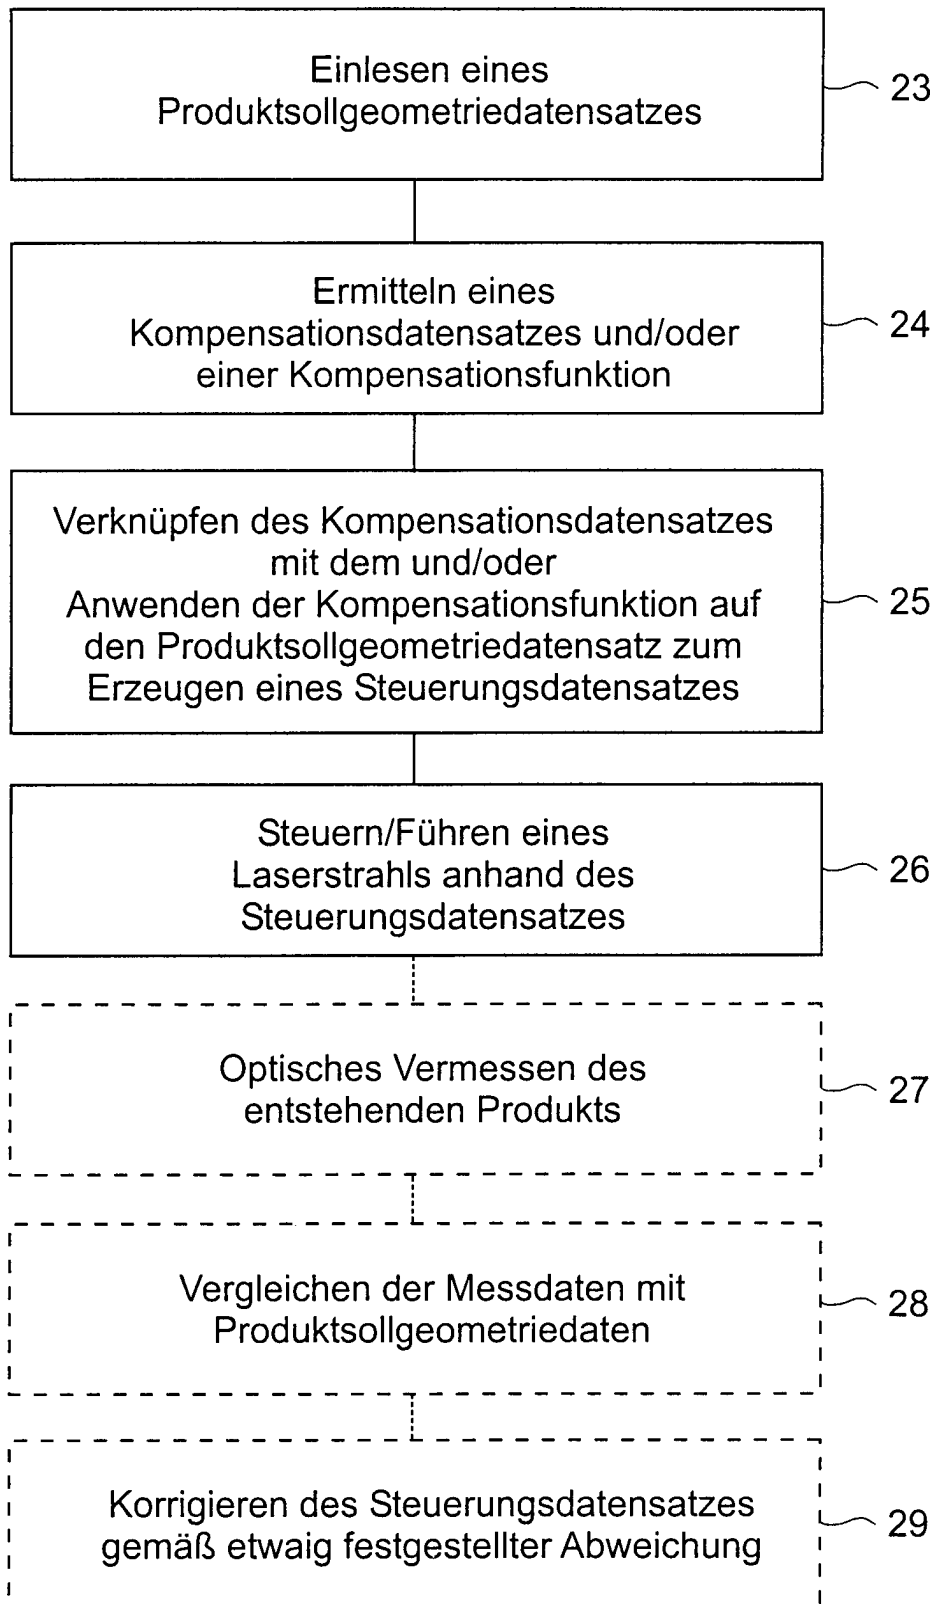 Einlesen eines
Produktsollgeometriedatensatzes
23
Ermitteln eines
Kompensationsdatensatzes und/oder
einer Kompensationsfunktion
24
Verknüpfen des Kompensationsdatensatzes
mit dem und/oder
Anwenden der Kompensationsfunktion auf
den Produktsollgeometriedatensatz zum
Erzeugen eines Steuerungsdatensatzes
25
Steuern/Führen eines
Laserstrahls anhand des
Steuerungsdatensatzes
26
Optisches Vermessen des
entstehenden Produkts
27
Vergleichen der Messdaten mit
Produktsollgeometriedaten
28
Korrigieren des Steuerungsdatensatzes
gemäß etwaig festgestellter Abweichung
29